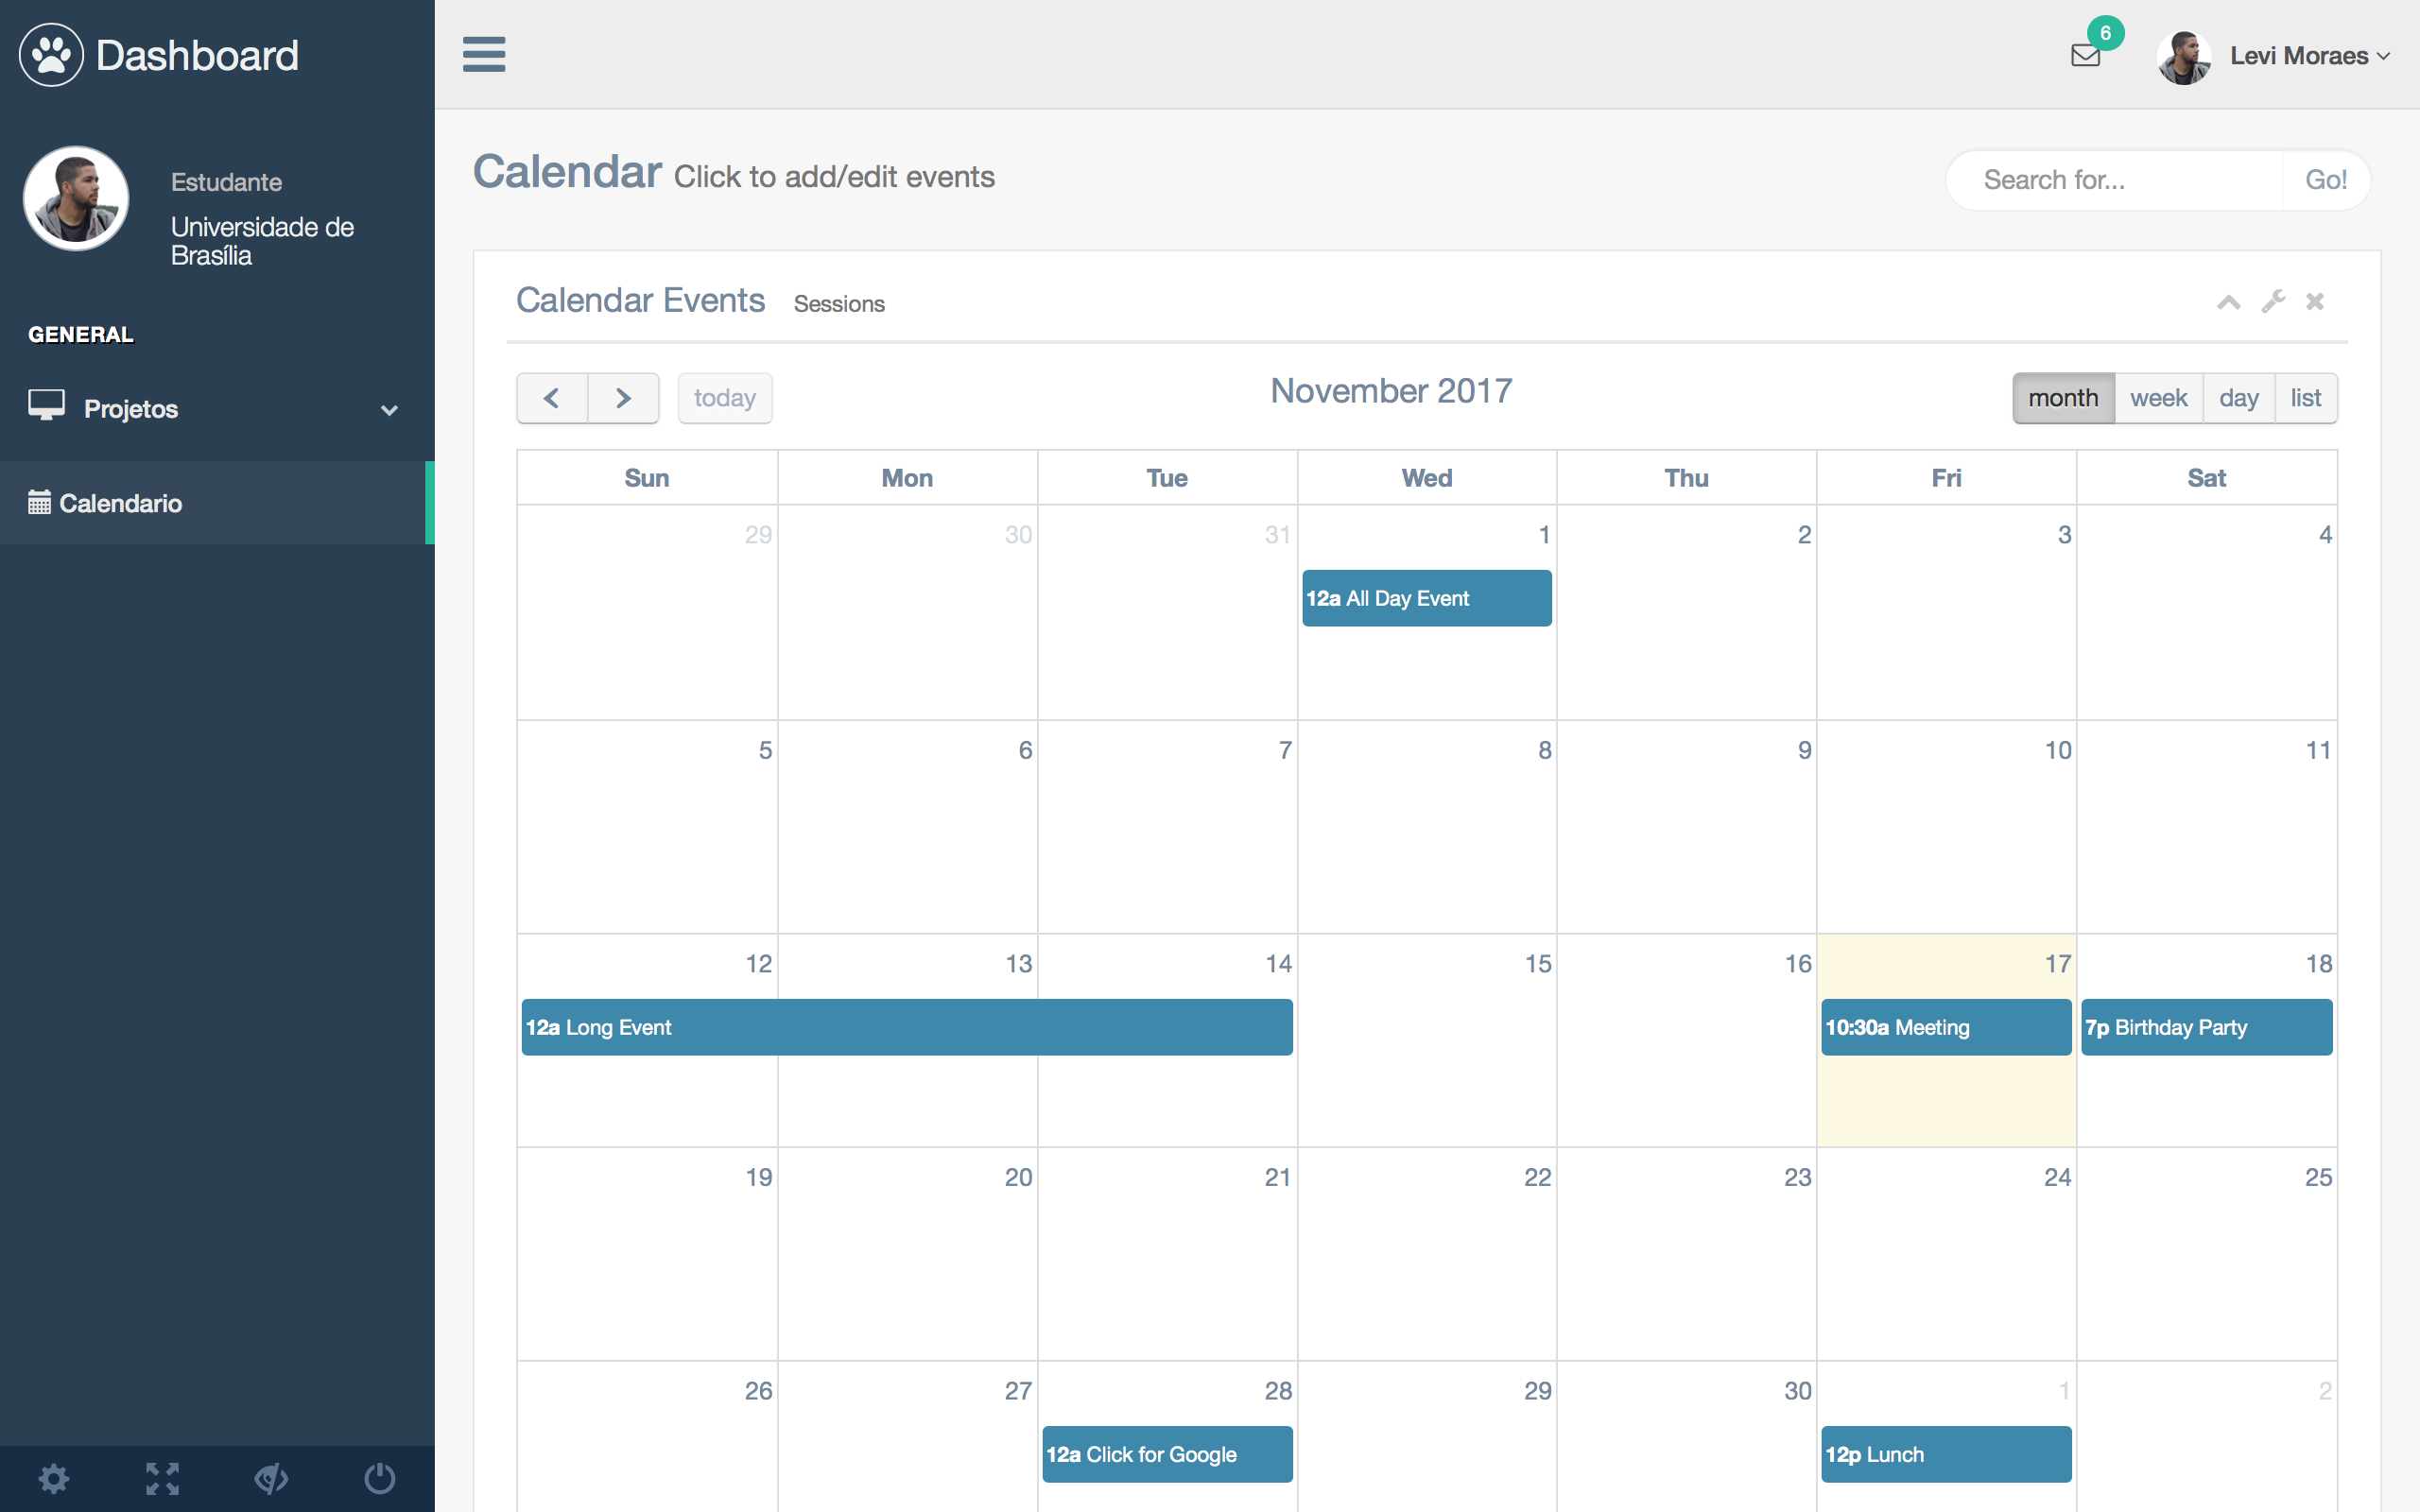 Dashboard
6
Levi Moraes
Estudante
Universidade de
Brasília
GENERAL
Projetos
Calendario
Calendar Click to add/edit events
Search for... Go!
Calendar Events Sessions
today
November 2017
month week day list
Sun Mon Tue Wed Thu Fri Sat
29 30 31 1 2 3 4
12a All Day Event
5 6 7 8 9 10 11
12 13 14 15 16 17 18
12a Long Event
10:30a Meeting
7p Birthday Party
19 20 21 22 23 24 25
26 27 28 29 30 1 2
12a Click for Google
12p Lunch